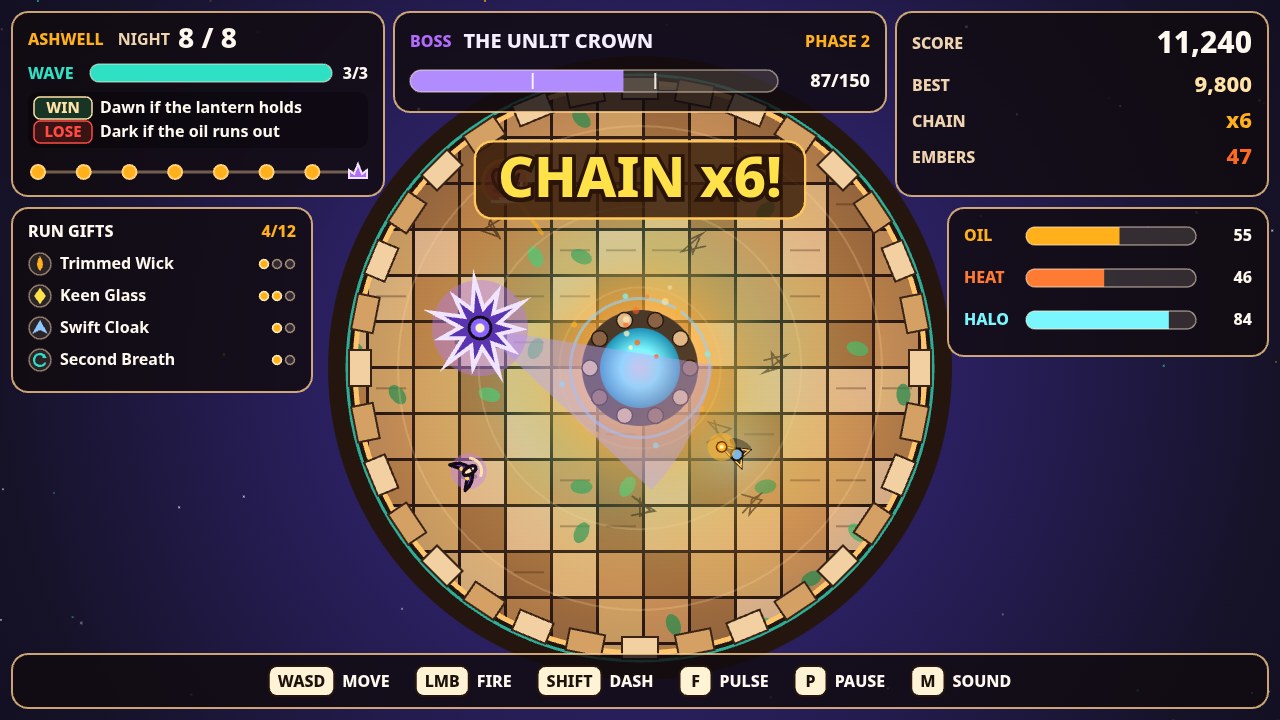 ASHWELL NIGHT 8 / 8
WAVE 3/3
WIN Dawn if the lantern holds
LOSE Dark if the oil runs out
BOSS THE UNLIT CROWN PHASE 2
87/150
SCORE 11,240
BEST 9,800
CHAIN x6
EMBERS 47
CHAIN x6!
RUN GIFTS 4/12
Trimmed Wick
Keen Glass
Swift Cloak
Second Breath
OIL 55
HEAT 46
HALO 84
WASD MOVE LMB FIRE SHIFT DASH F PULSE P PAUSE M SOUND